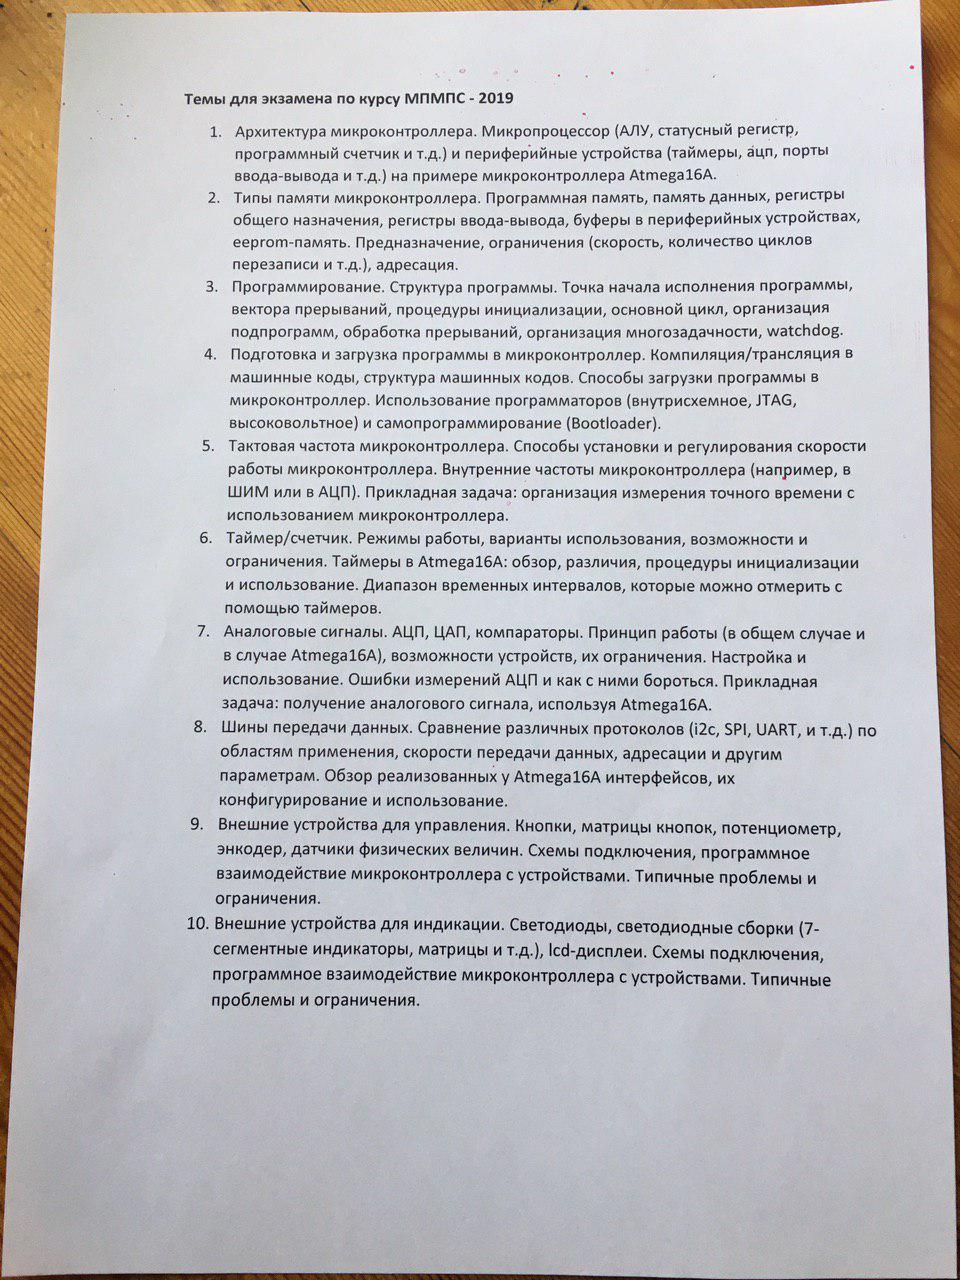 Темы для экзамена по курсу МПМПС - 2019
1. Архитектура микроконтроллера. Микропроцессор (АЛУ, статусный регистр,
программный счетчик и т.д.) и периферийные устройства (таймеры, ацп, порты
ввода-вывода и т.д.) на примере микроконтроллера Atmega16A.
2. Типы памяти микроконтроллера. Программная память, память данных, регистры
общего назначения, регистры ввода-вывода, буферы в периферийных устройствах,
eeprom-память. Предназначение, ограничения (скорость, количество циклов
перезаписи и т.д.), адресация.
3. Программирование. Структура программы. Точка начала исполнения программы,
вектора прерываний, процедуры инициализации, основной цикл, организация
подпрограмм, обработка прерываний, организация многозадачности, watchdog.
4. Подготовка и загрузка программы в микроконтроллер. Компиляция/трансляция в
машинные коды, структура машинных кодов. Способы загрузки программы в
микроконтроллер. Использование программаторов (внутрисхемное, JTAG,
высоковольтное) и самопрограммирование (Bootloader).
5. Тактовая частота микроконтроллера. Способы установки и регулирования скорости
работы микроконтроллера. Внутренние частоты микроконтроллера (например, в
ШИМ или в АЦП). Прикладная задача: организация измерения точного времени с
использованием микроконтроллера.
6. Таймер/счетчик. Режимы работы, варианты использования, возможности и
ограничения. Таймеры в Atmega16A: обзор, различия, процедуры инициализации
и использование. Диапазон временных интервалов, которые можно отмерить с
помощью таймеров.
7. Аналоговые сигналы. АЦП, ЦАП, компараторы. Принцип работы (в общем случае и
в случае Atmega16A), возможности устройств, их ограничения. Настройка и
использование. Ошибки измерений АЦП и как с ними бороться. Прикладная
задача: получение аналогового сигнала, используя Atmega16A.
8. Шины передачи данных. Сравнение различных протоколов (i2c, SPI, UART, и т.д.) по
областям применения, скорости передачи данных, адресации и другим
параметрам. Обзор реализованных у Atmega16A интерфейсов, их
конфигурирование и использование.
9. Внешние устройства для управления. Кнопки, матрицы кнопок, потенциометр,
энкодер, датчики физических величин. Схемы подключения, программное
взаимодействие микроконтроллера с устройствами. Типичные проблемы и
ограничения.
10. Внешние устройства для индикации. Светодиоды, светодиодные сборки (7-
сегментные индикаторы, матрицы и т.д.), lcd-дисплеи. Схемы подключения,
программное взаимодействие микроконтроллера с устройствами. Типичные
проблемы и ограничения.